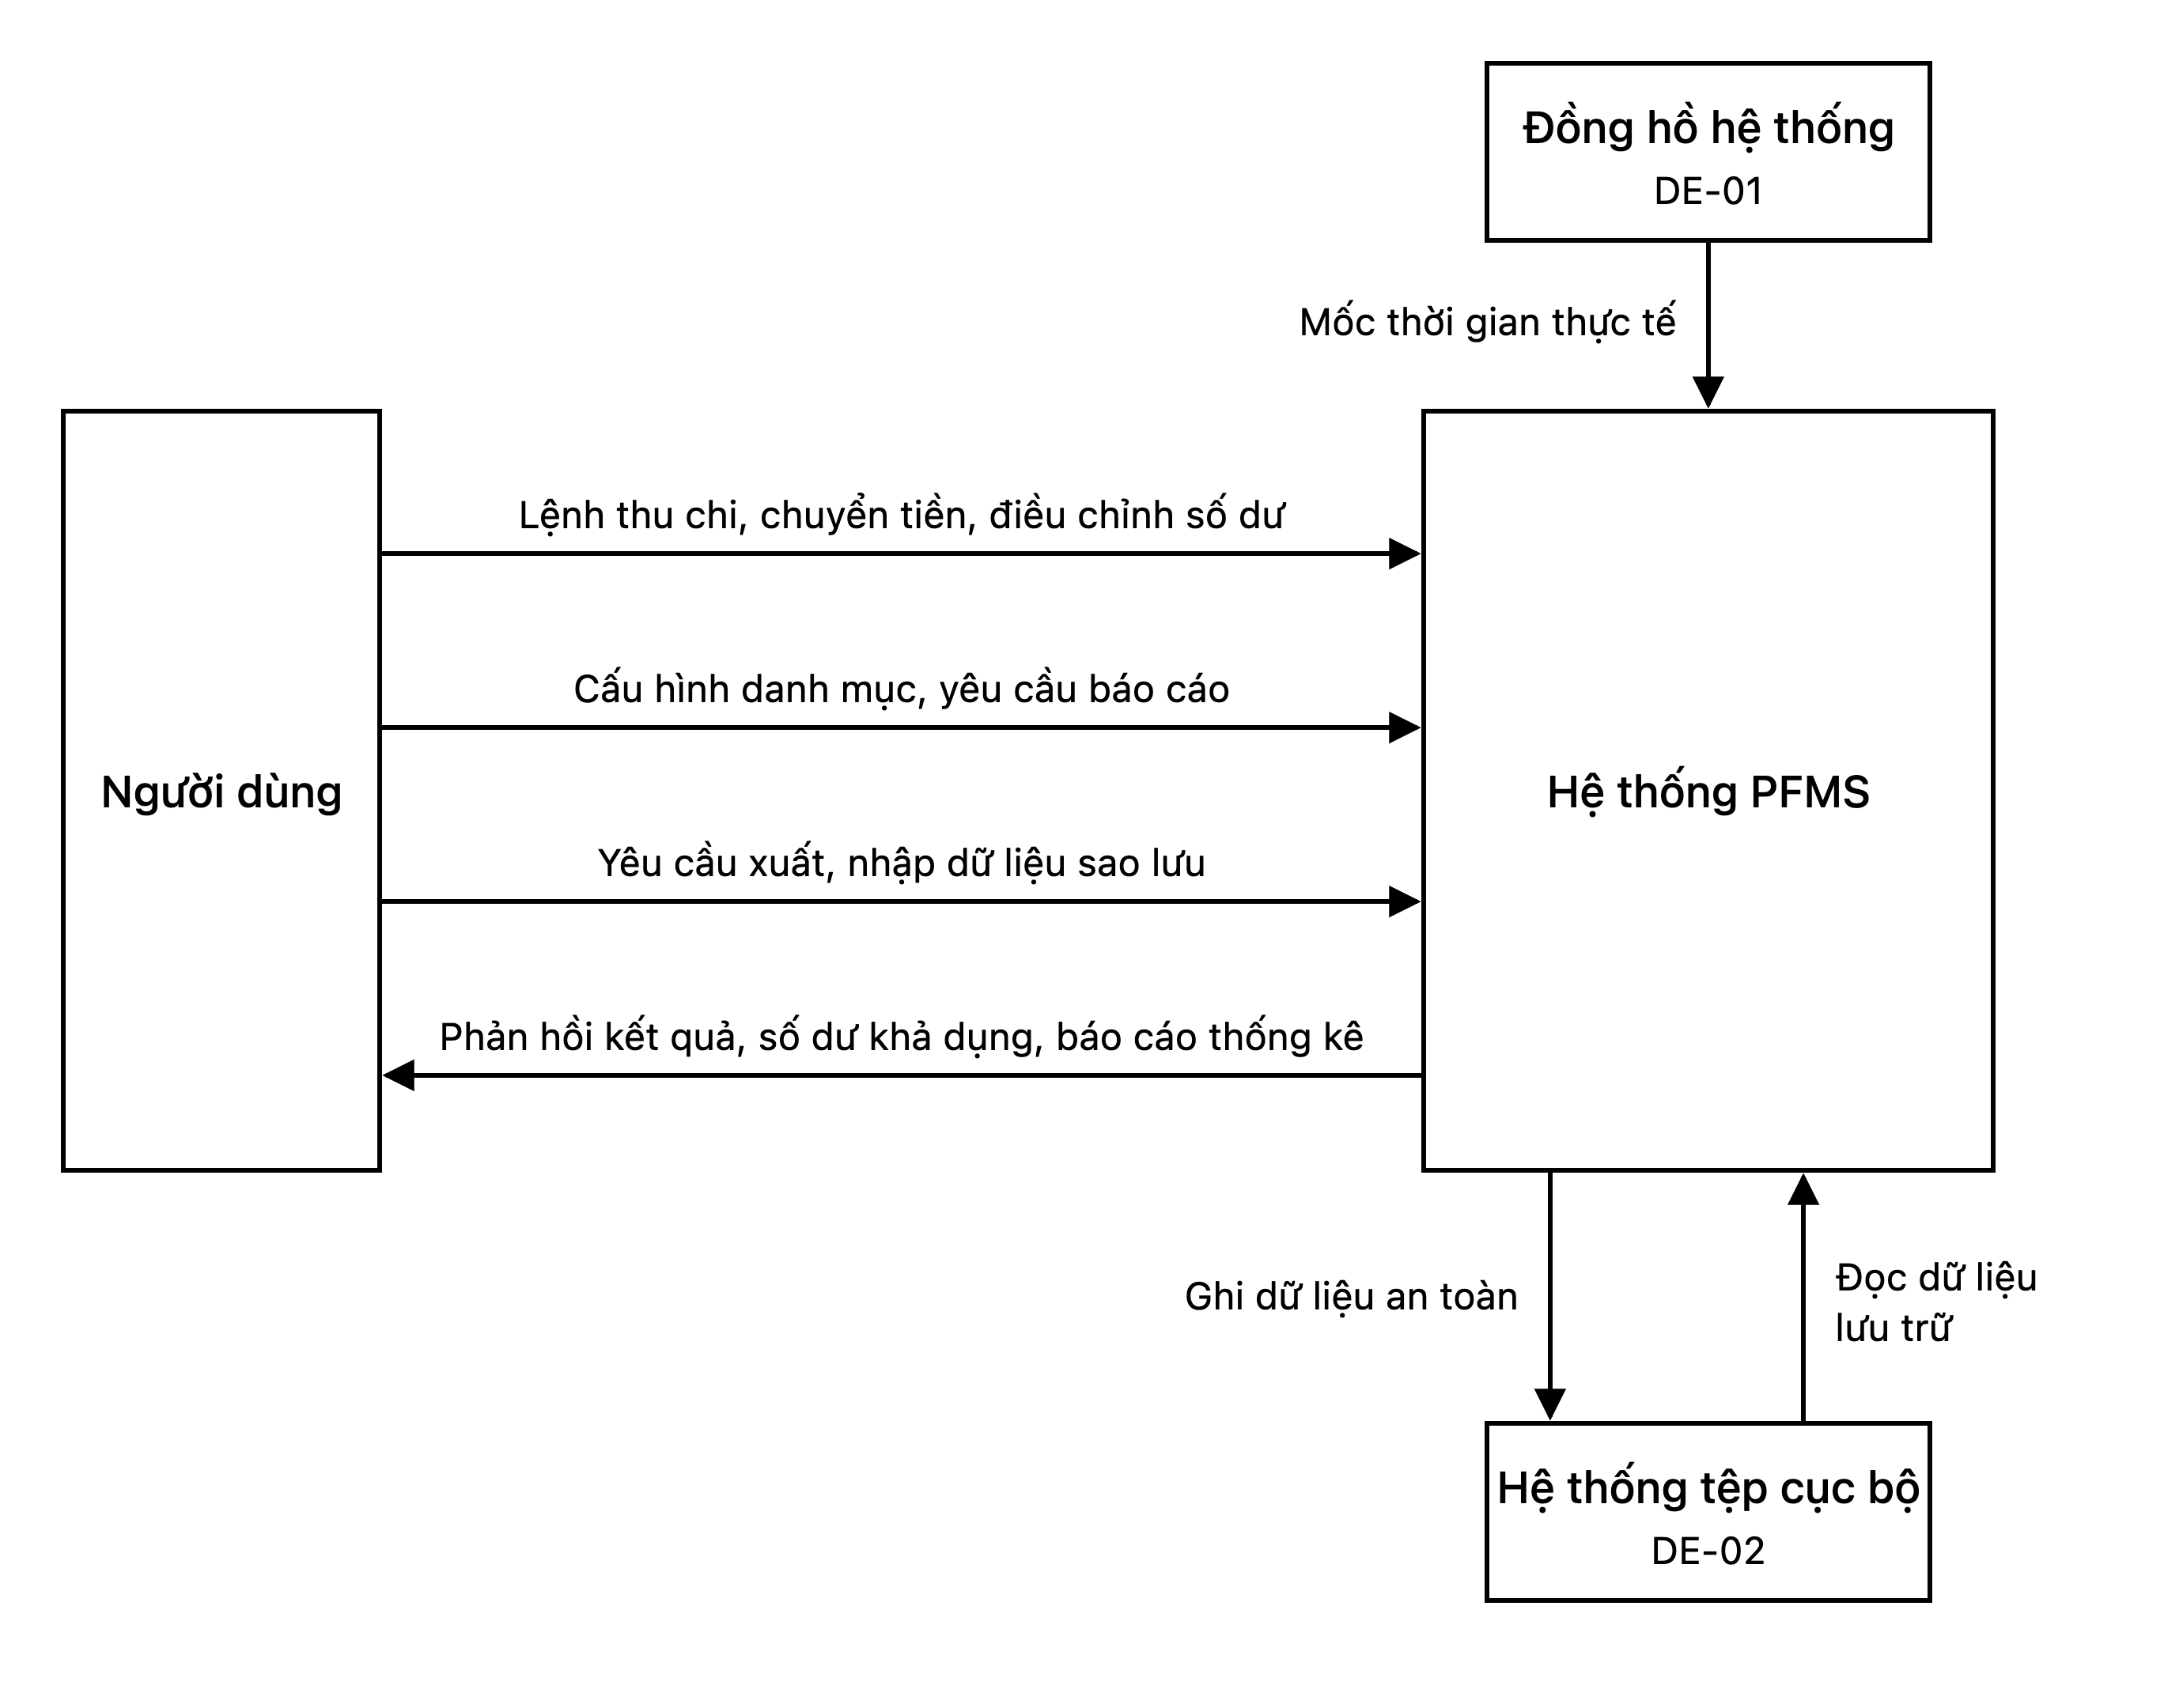 Đồng hồ hệ thống
DE-01
Mốc thời gian thực tế
Lệnh thu chi, chuyển tiền, điều chỉnh số dư
Cấu hình danh mục, yêu cầu báo cáo
Người dùng
Hệ thống PFMS
Yêu cầu xuất, nhập dữ liệu sao lưu
Phản hồi kết quả, số dư khả dụng, báo cáo thống kê
Ghi dữ liệu an toàn
Đọc dữ liệu
lưu trữ
Hệ thống tệp cục bộ
DE-02